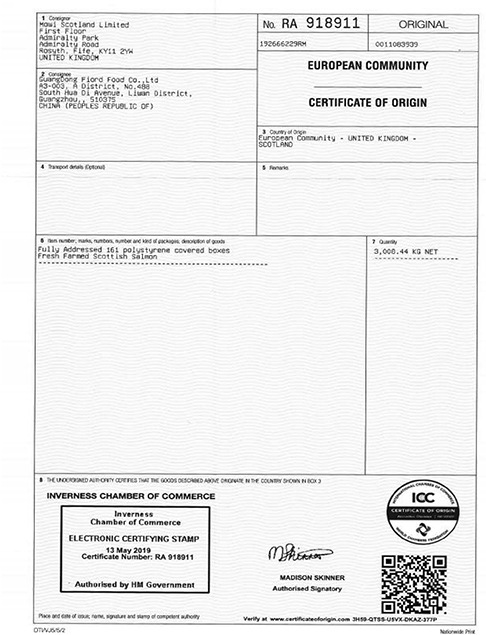 1 Consignor
Mowi Scotland Limited
First Floor
Admiralty Park
Admiralty Road
Rosyth, Fife, KY11 2YW
UNITED KINGDOM
No. RA 918911
ORIGINAL
192666229RM
0011083939
EUROPEAN COMMUNITY
CERTIFICATE OF ORIGIN
2 Consignee
GuangDong Fiord Food Co.,Ltd
A3-003, A District, No.488
South Hua Di Avenue, Liwan District,
Guangzhou,, 510375
CHINA (PEOPLES REPUBLIC OF)
3 Country of Origin
European Community - UNITED KINGDOM -
SCOTLAND
4 Transport details (Optional)
5 Remarks
6 Item number; marks, numbers, number and kind of packages; description of goods
Fully Addressed 161 polystyrene covered boxes
Fresh Farmed Scottish Salmon
7 Quantity
3,008.44 KG NET
8 THE UNDERSIGNED AUTHORITY CERTIFIES THAT THE GOODS DESCRIBED ABOVE ORIGINATE IN THE COUNTRY SHOWN IN BOX 3
INVERNESS CHAMBER OF COMMERCE
Inverness
Chamber of Commerce
ELECTRONIC CERTIFYING STAMP
13 May 2019
Certificate Number: RA 918911
Authorised by HM Government
MADISON SKINNER
Authorised Signatory
INTERNATIONAL CHAMBER OF COMMERCE
ICC
CERTIFICATE OF ORIGIN
WORLD CHAMBERS FEDERATION
Place and date of issue; name, signature and stamp of competent authority
Verify at www.certificateoforigin.com 3H59-QTSS-U5VX-DKAZ-377P
Nationwide Print